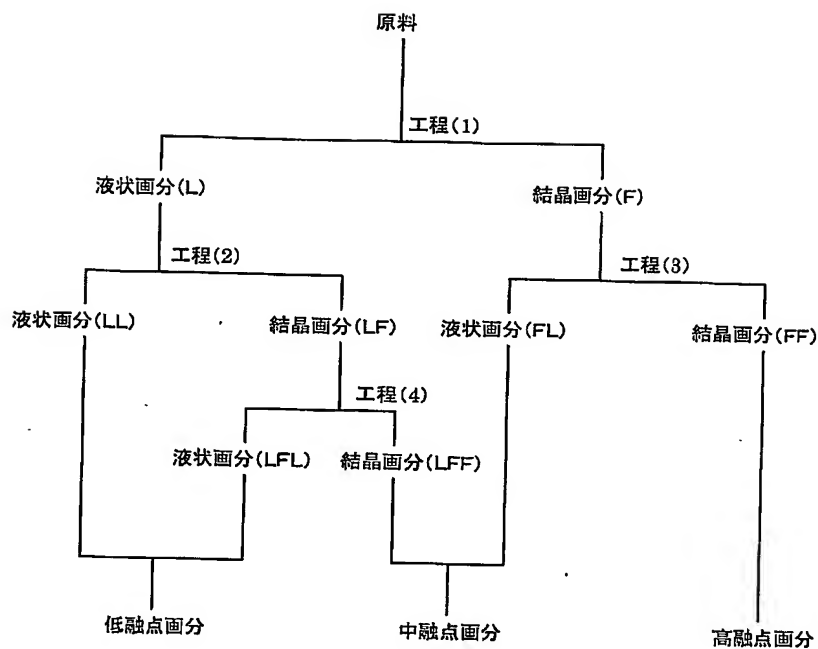 原料
工程(1)
液状画分(L)
結晶画分(F)
工程(2)
工程(3)
液状画分(LL)
結晶画分(LF)
液状画分(FL)
結晶画分(FF)
工程(4)
液状画分(LFL)
結晶画分(LFF)
低融点画分
中融点画分
高融点画分